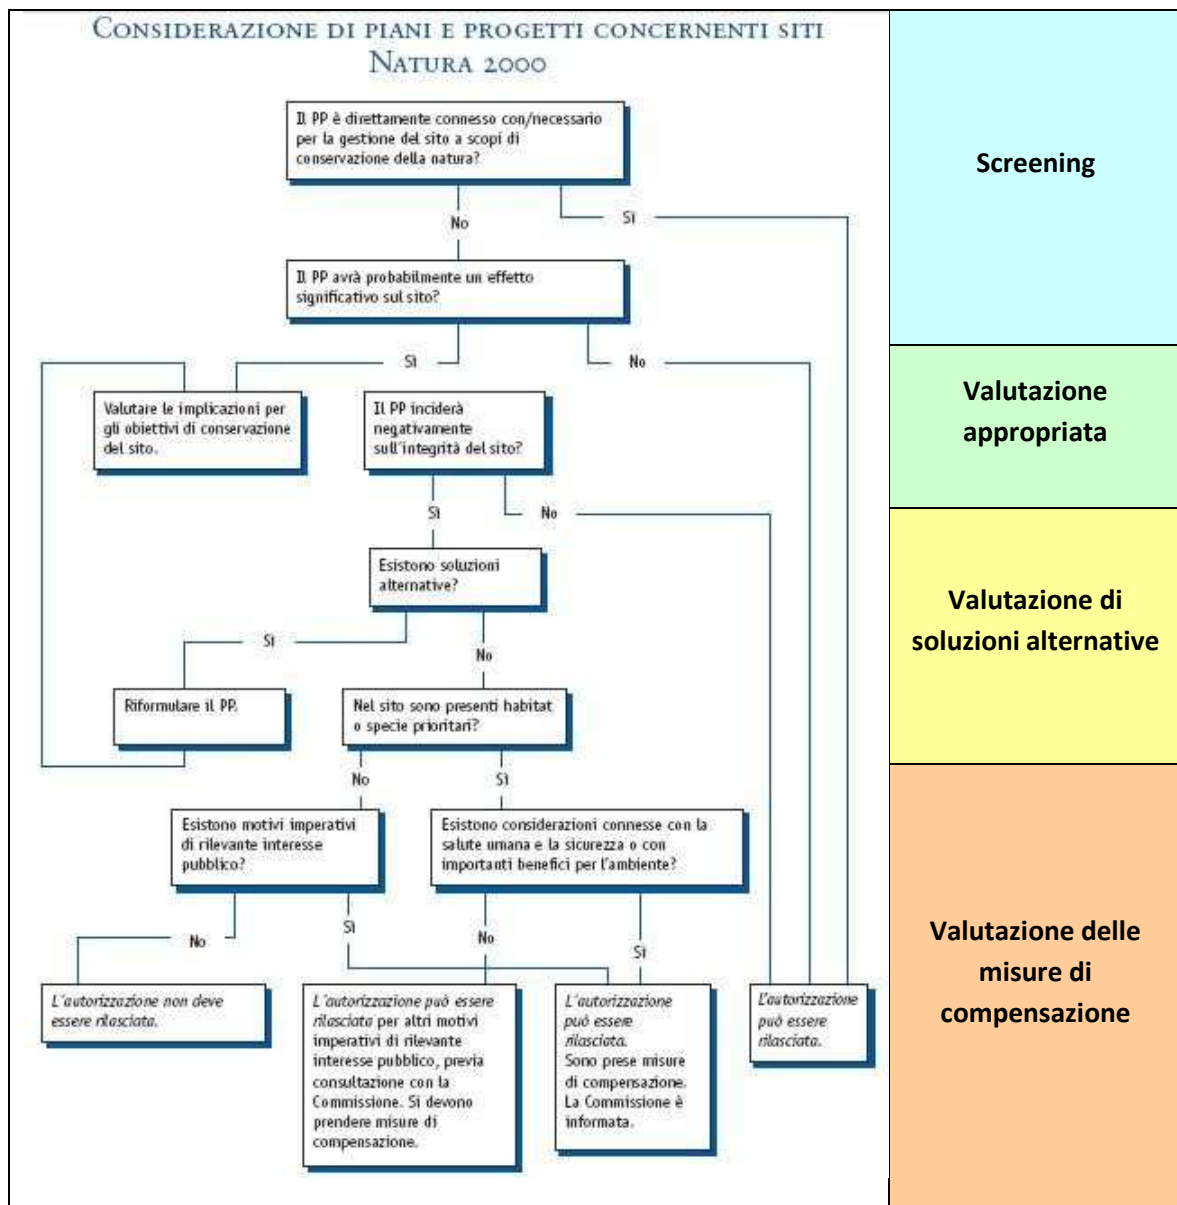 CONSIDERAZIONE DI PIANI E PROGETTI CONCERNENTI SITI
NATURA 2000
Il PP è direttamente connesso con/necessario
per la gestione del sito a scopi di
conservazione della natura?
Screening
No
Sì
Il PP avrà probabilmente un effetto
significativo sul sito?
Sì
No
Valutare le implicazioni per
gli obiettivi di conservazione
del sito.
Il PP inciderà
negativamente
sull'integrità del sito?
Valutazione
appropriata
Sì
No
Esistono soluzioni
alternative?
Valutazione di
soluzioni alternative
Sì
No
Riformulare il PP.
Nel sito sono presenti habitat
o specie prioritari?
No
Sì
Esistono motivi imperativi
di rilevante interesse
pubblico?
Esistono considerazioni connesse con la
salute umana e la sicurezza o con
importanti benefici per l'ambiente?
Valutazione delle
misure di
compensazione
No
Sì
No
Sì
L'autorizzazione non deve
essere rilasciata.
L'autorizzazione può essere
rilasciata per altri motivi
imperativi di rilevante
interesse pubblico, previa
consultazione con la
Commissione. Si devono
prendere misure di
compensazione.
L'autorizzazione
può essere
rilasciata.
Sono prese misure
di compensazione.
La Commissione è
informata.
L'autorizzazione
può essere
rilasciata.